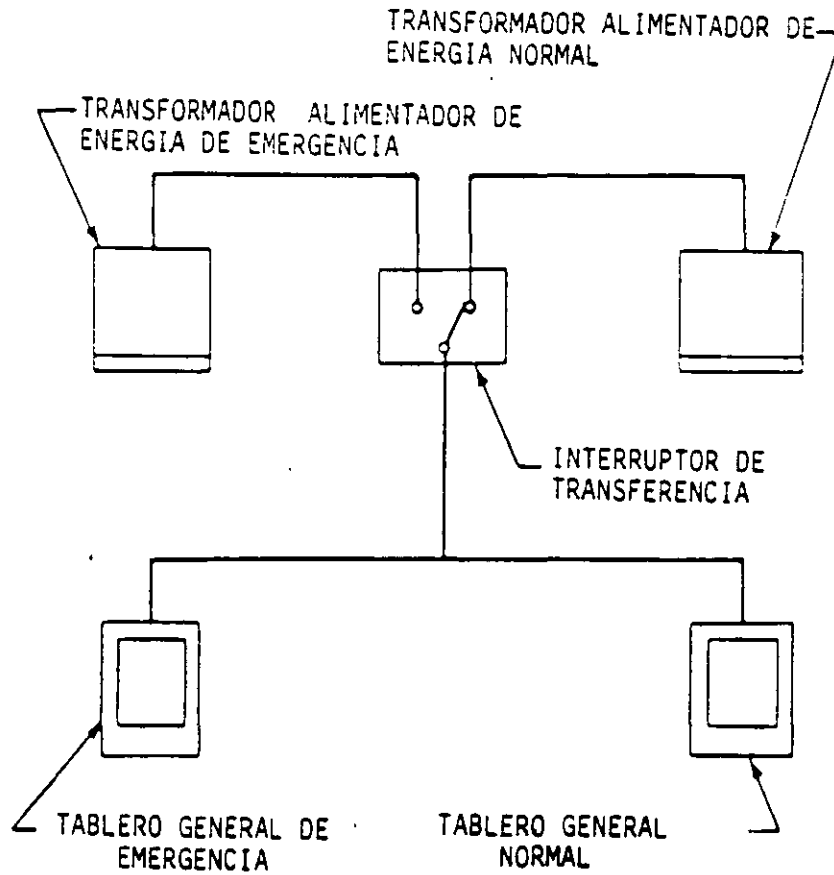 TRANSFORMADOR ALIMENTADOR DE
ENERGIA NORMAL
TRANSFORMADOR ALIMENTADOR DE
ENERGIA DE EMERGENCIA
INTERRUPTOR DE
TRANSFERENCIA
TABLERO GENERAL DE
EMERGENCIA
TABLERO GENERAL
NORMAL